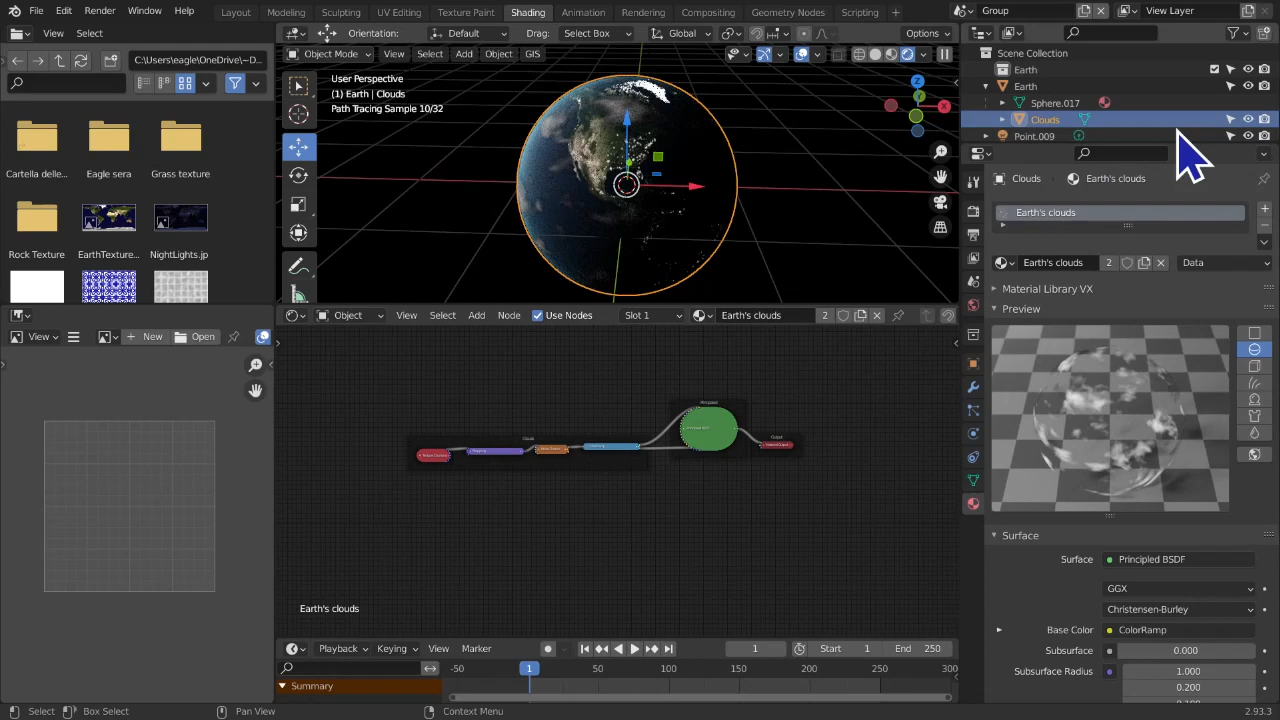 File Edit Render Window Help
Layout Modeling Sculpting UV Editing Texture Paint Shading Animation Rendering Compositing Geometry Nodes Scripting +
Group
View Layer
View Select
Orientation: Default Drag: Select Box Global Options
C:\Users\eagle\OneDrive\~D...
Object Mode View Select Add Object GIS
User Perspective
(1) Earth | Clouds
Path Tracing Sample 10/32
Z
Y
X
Cartella delle... Eagle sera Grass texture
Rock Texture EarthTexture... NightLights.jp
Scene Collection
Earth
Earth
Sphere.017
Clouds
Point.009
Clouds Earth's clouds
Earth's clouds
Earth's clouds 2 Data
Material Library VX
Preview
Surface
Surface Principled BSDF
GGX
Christensen-Burley
Base Color ColorRamp
Subsurface 0.000
Subsurface Radius 1.000
0.200
View New Open
Object View Select Add Node Use Nodes Slot 1 Earth's clouds 2
Clouds
Principled
Output
Earth's clouds
Playback Keying View Marker 1 Start 1 End 250
-50 1 50 100 150 200 250 300
Summary
Select Box Select Pan View Context Menu 2.93.3